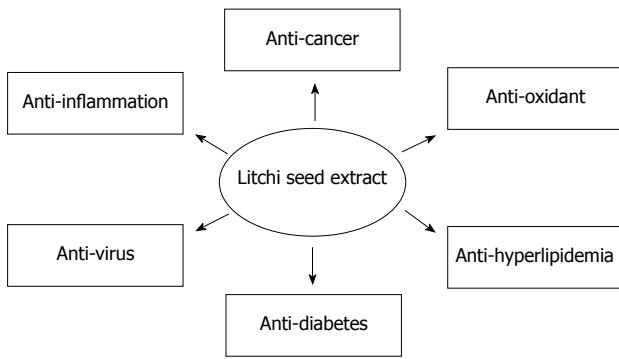 Anti-cancer
Anti-inflammation
Anti-oxidant
Litchi seed extract
Anti-virus
Anti-hyperlipidemia
Anti-diabetes